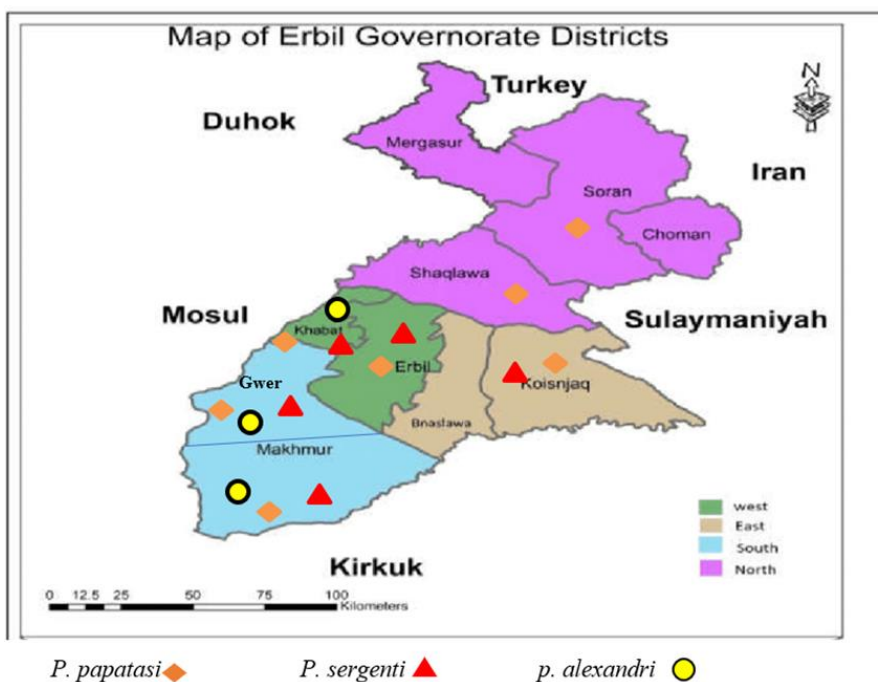 Map of Erbil Governorate Districts
N
Turkey
Duhok
Mergasur
Iran
Soran
Choman
Shaqlawa
Mosul
Sulaymaniyah
Khabat
Erbil
Gwer
Koisnjaq
Bnaslawa
Makhmur
west
East
South
North
Kirkuk
0 12.5 25 50 75 100
Kilometers
P. papatasi P. sergenti p. alexandri